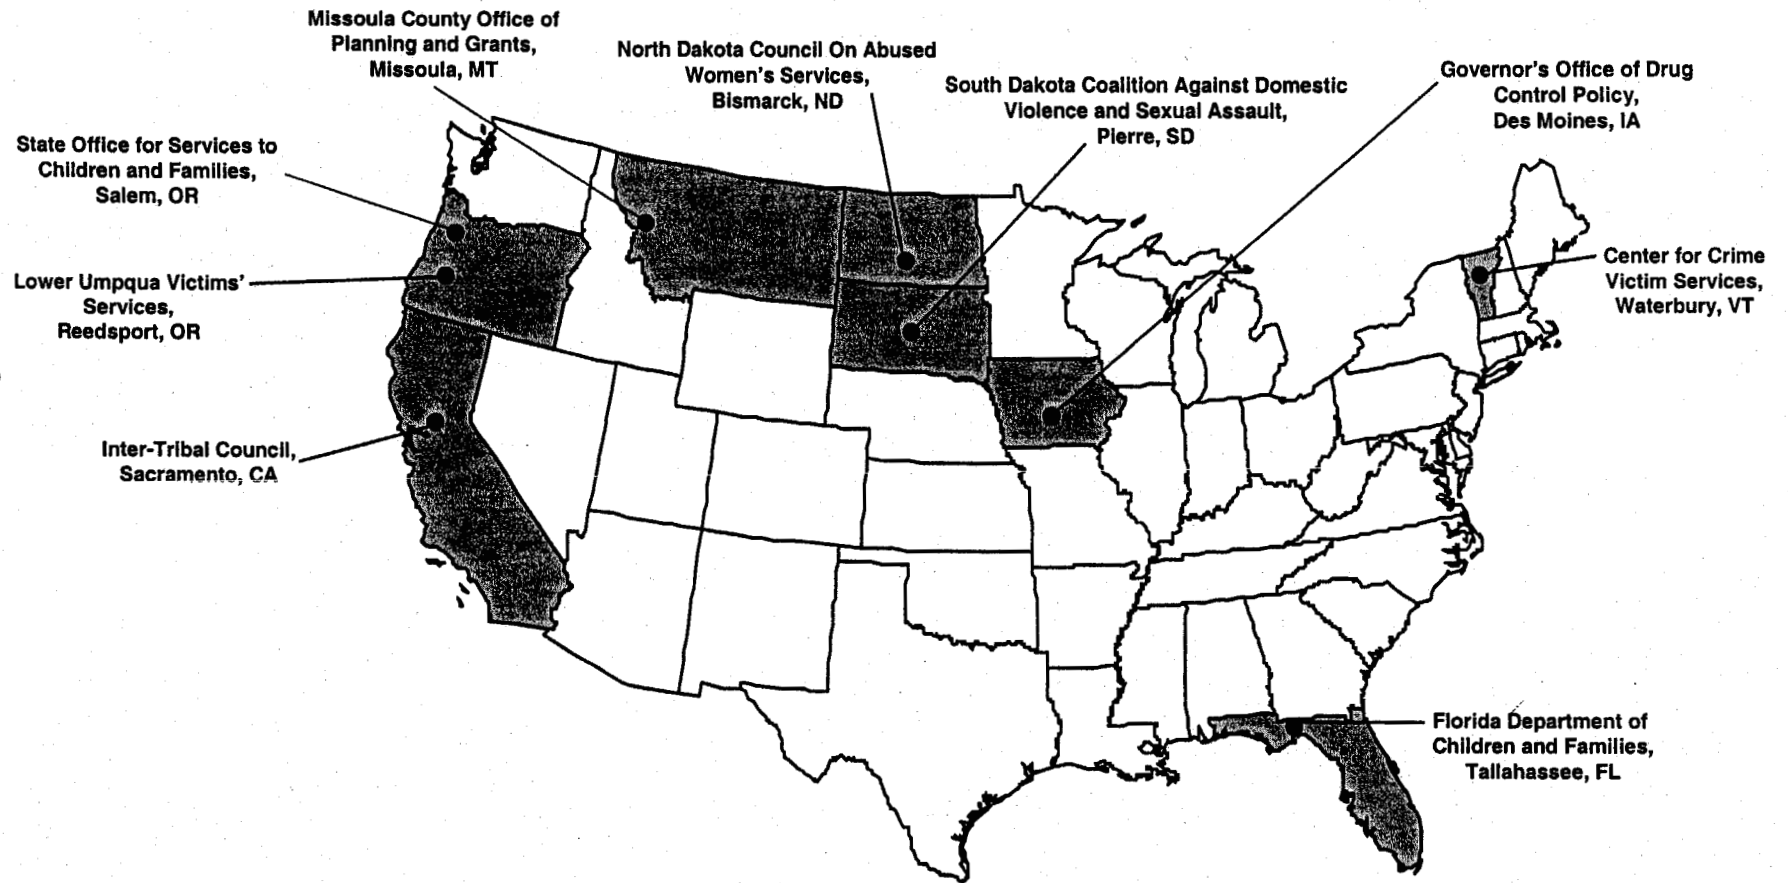 Missoula County Office of
Planning and Grants,
Missoula, MT
North Dakota Council On Abused
Women's Services,
Bismarck, ND
South Dakota Coalition Against Domestic
Violence and Sexual Assault,
Pierre, SD
Governor's Office of Drug
Control Policy,
Des Moines, IA
State Office for Services to
Children and Families,
Salem, OR
Lower Umpqua Victims'
Services,
Reedsport, OR
Center for Crime
Victim Services,
Waterbury, VT
Inter-Tribal Council,
Sacramento, CA
Florida Department of
Children and Families,
Tallahassee, FL